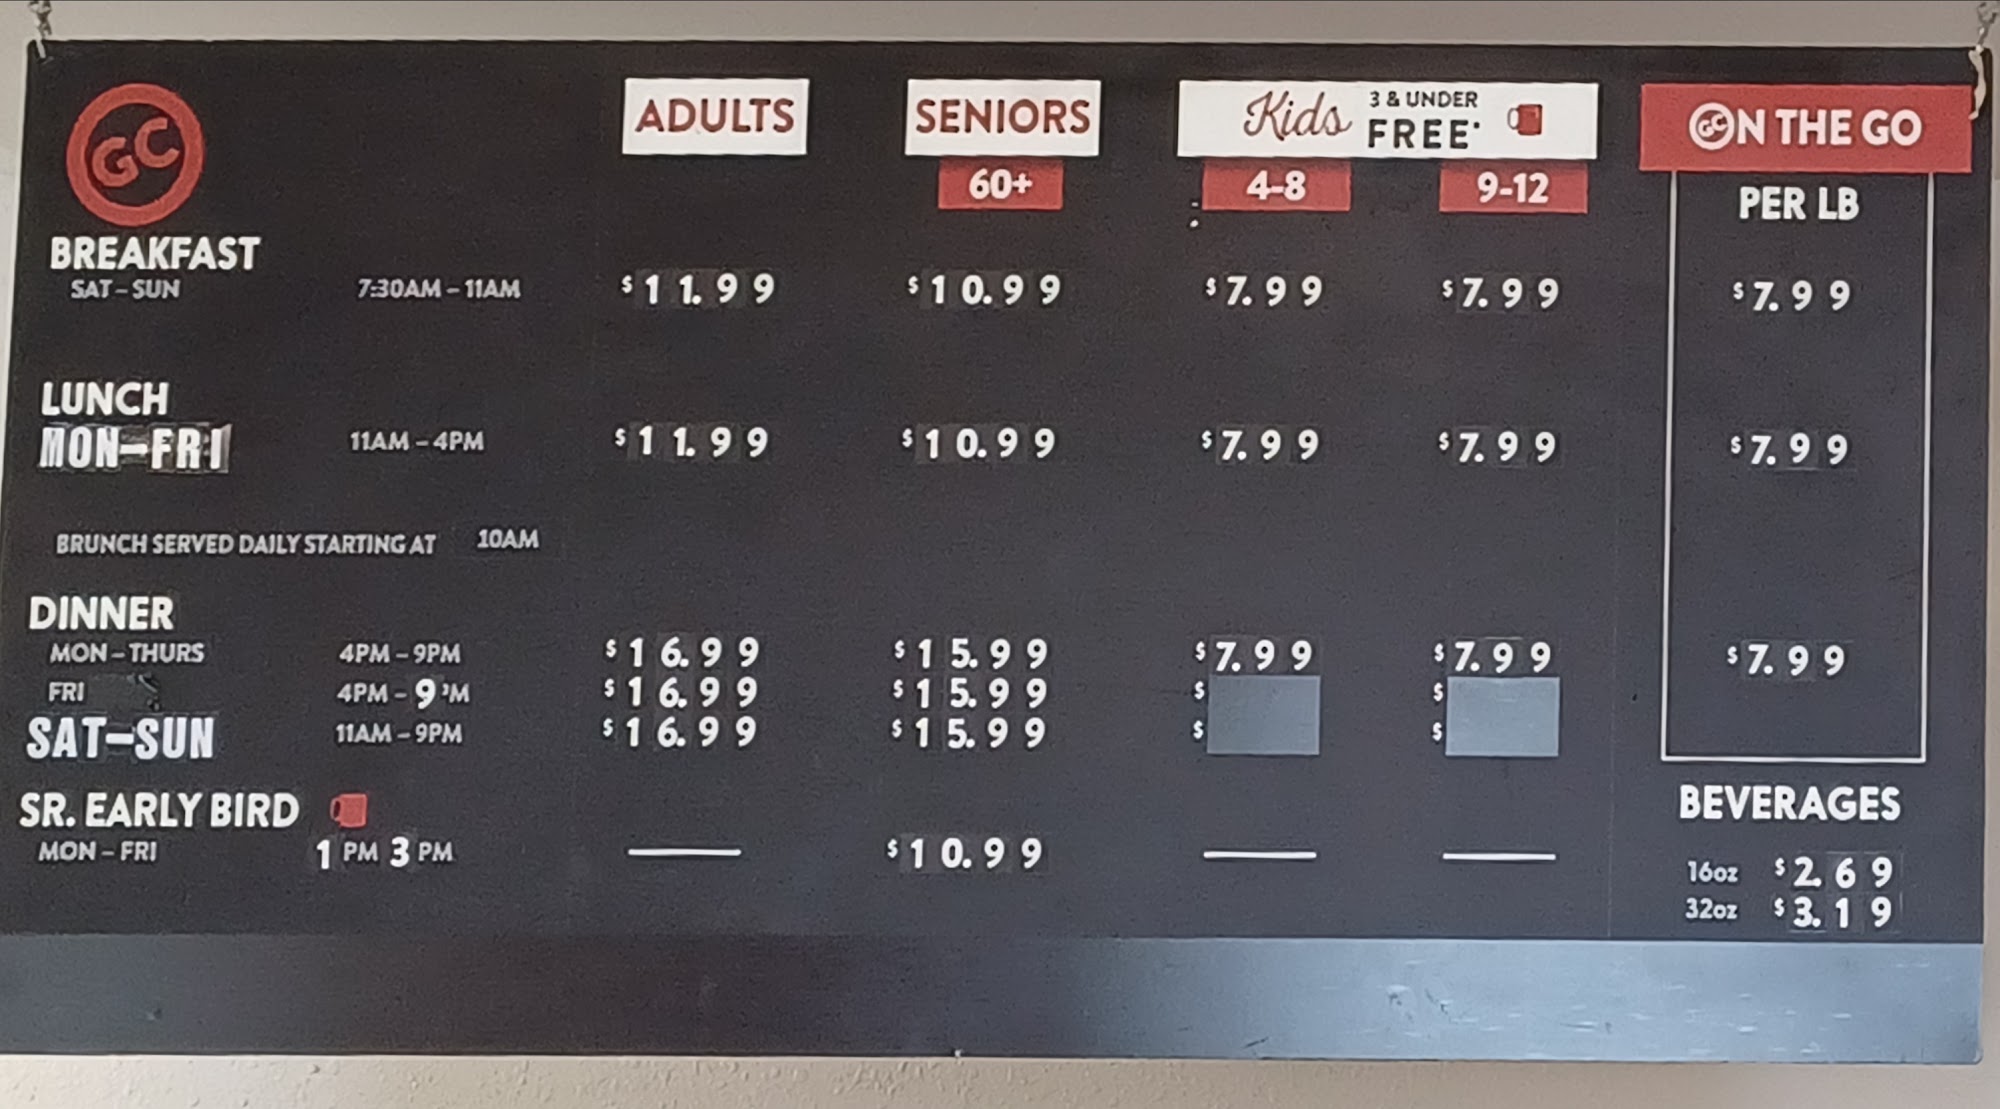 GC
ADULTS SENIORS Kids 3 & UNDER FREE* GCN THE GO
60+ 4-8 9-12 PER LB
BREAKFAST
SAT-SUN 7:30AM-11AM $11.99 $10.99 $7.99 $7.99 $7.99
LUNCH
MON-FRI 11AM-4PM $11.99 $10.99 $7.99 $7.99 $7.99
BRUNCH SERVED DAILY STARTING AT 10AM
DINNER
MON-THURS 4PM-9PM $16.99 $15.99 $7.99 $7.99 $7.99
FRI 4PM-9PM $16.99 $15.99 $ $
SAT-SUN 11AM-9PM $16.99 $15.99 $ $
SR. EARLY BIRD BEVERAGES
MON-FRI 1 PM 3 PM $10.99
16oz $2.69
32oz $3.19